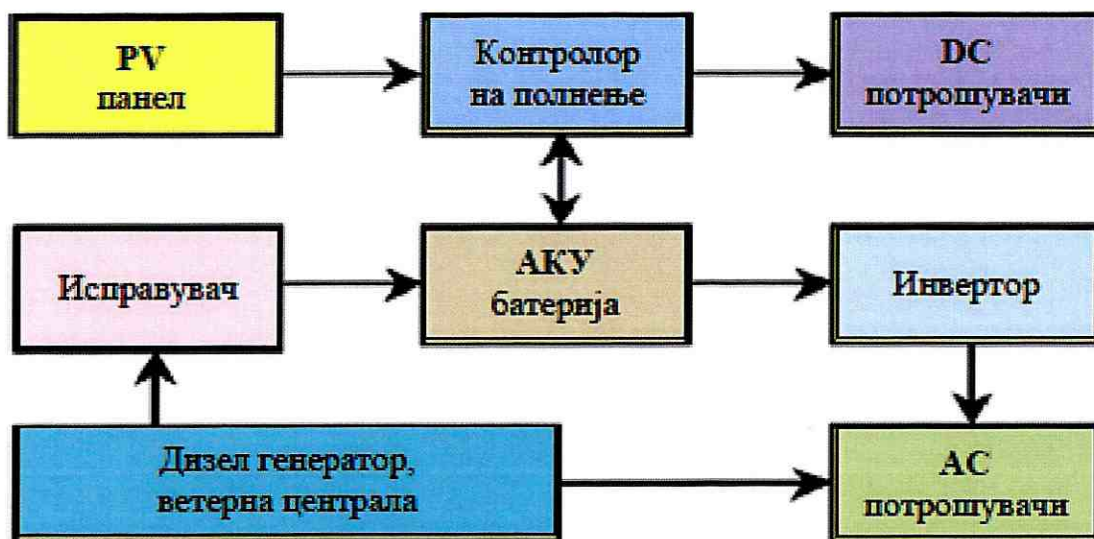 PV
панел
Контролор
на полнење
DC
потрошувачи
Исправувач
АКУ
батерија
Инвертор
Дизел генератор,
ветерна централа
AC
потрошувачи